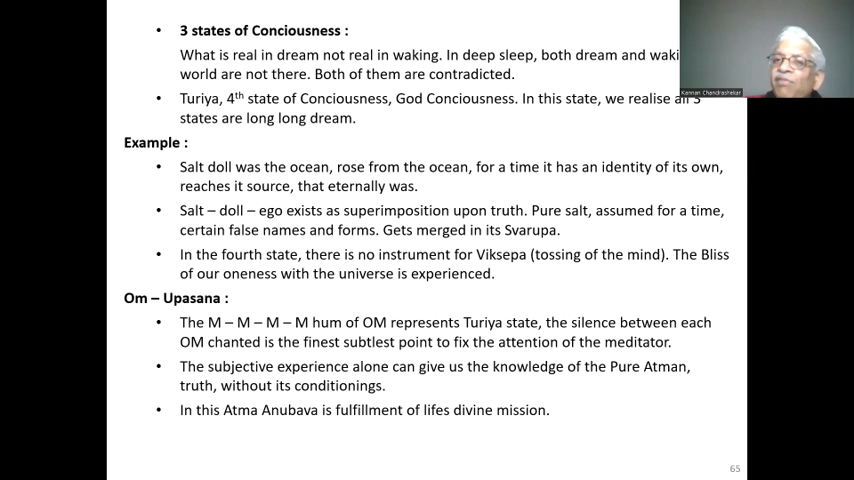 • 3 states of Conciousness :
What is real in dream not real in waking. In deep sleep, both dream and
world are not there. Both of them are contradicted.
• Turiya, 4th state of Conciousness, God Conciousness. In this state, we realise all 3
states are long long dream.
Example :
• Salt doll was the ocean, rose from the ocean, for a time it has an identity of its own,
reaches it source, that eternally was.
• Salt – doll – ego exists as superimposition upon truth. Pure salt, assumed for a time,
certain false names and forms. Gets merged in its Svarupa.
• In the fourth state, there is no instrument for Viksepa (tossing of the mind). The Bliss
of our oneness with the universe is experienced.
Om – Upasana :
• The M – M – M – M hum of OM represents Turiya state, the silence between each
OM chanted is the finest subtlest point to fix the attention of the meditator.
• The subjective experience alone can give us the knowledge of the Pure Atman,
truth, without its conditionings.
• In this Atma Anubava is fulfillment of lifes divine mission.
65
Kannan Chandrashekar